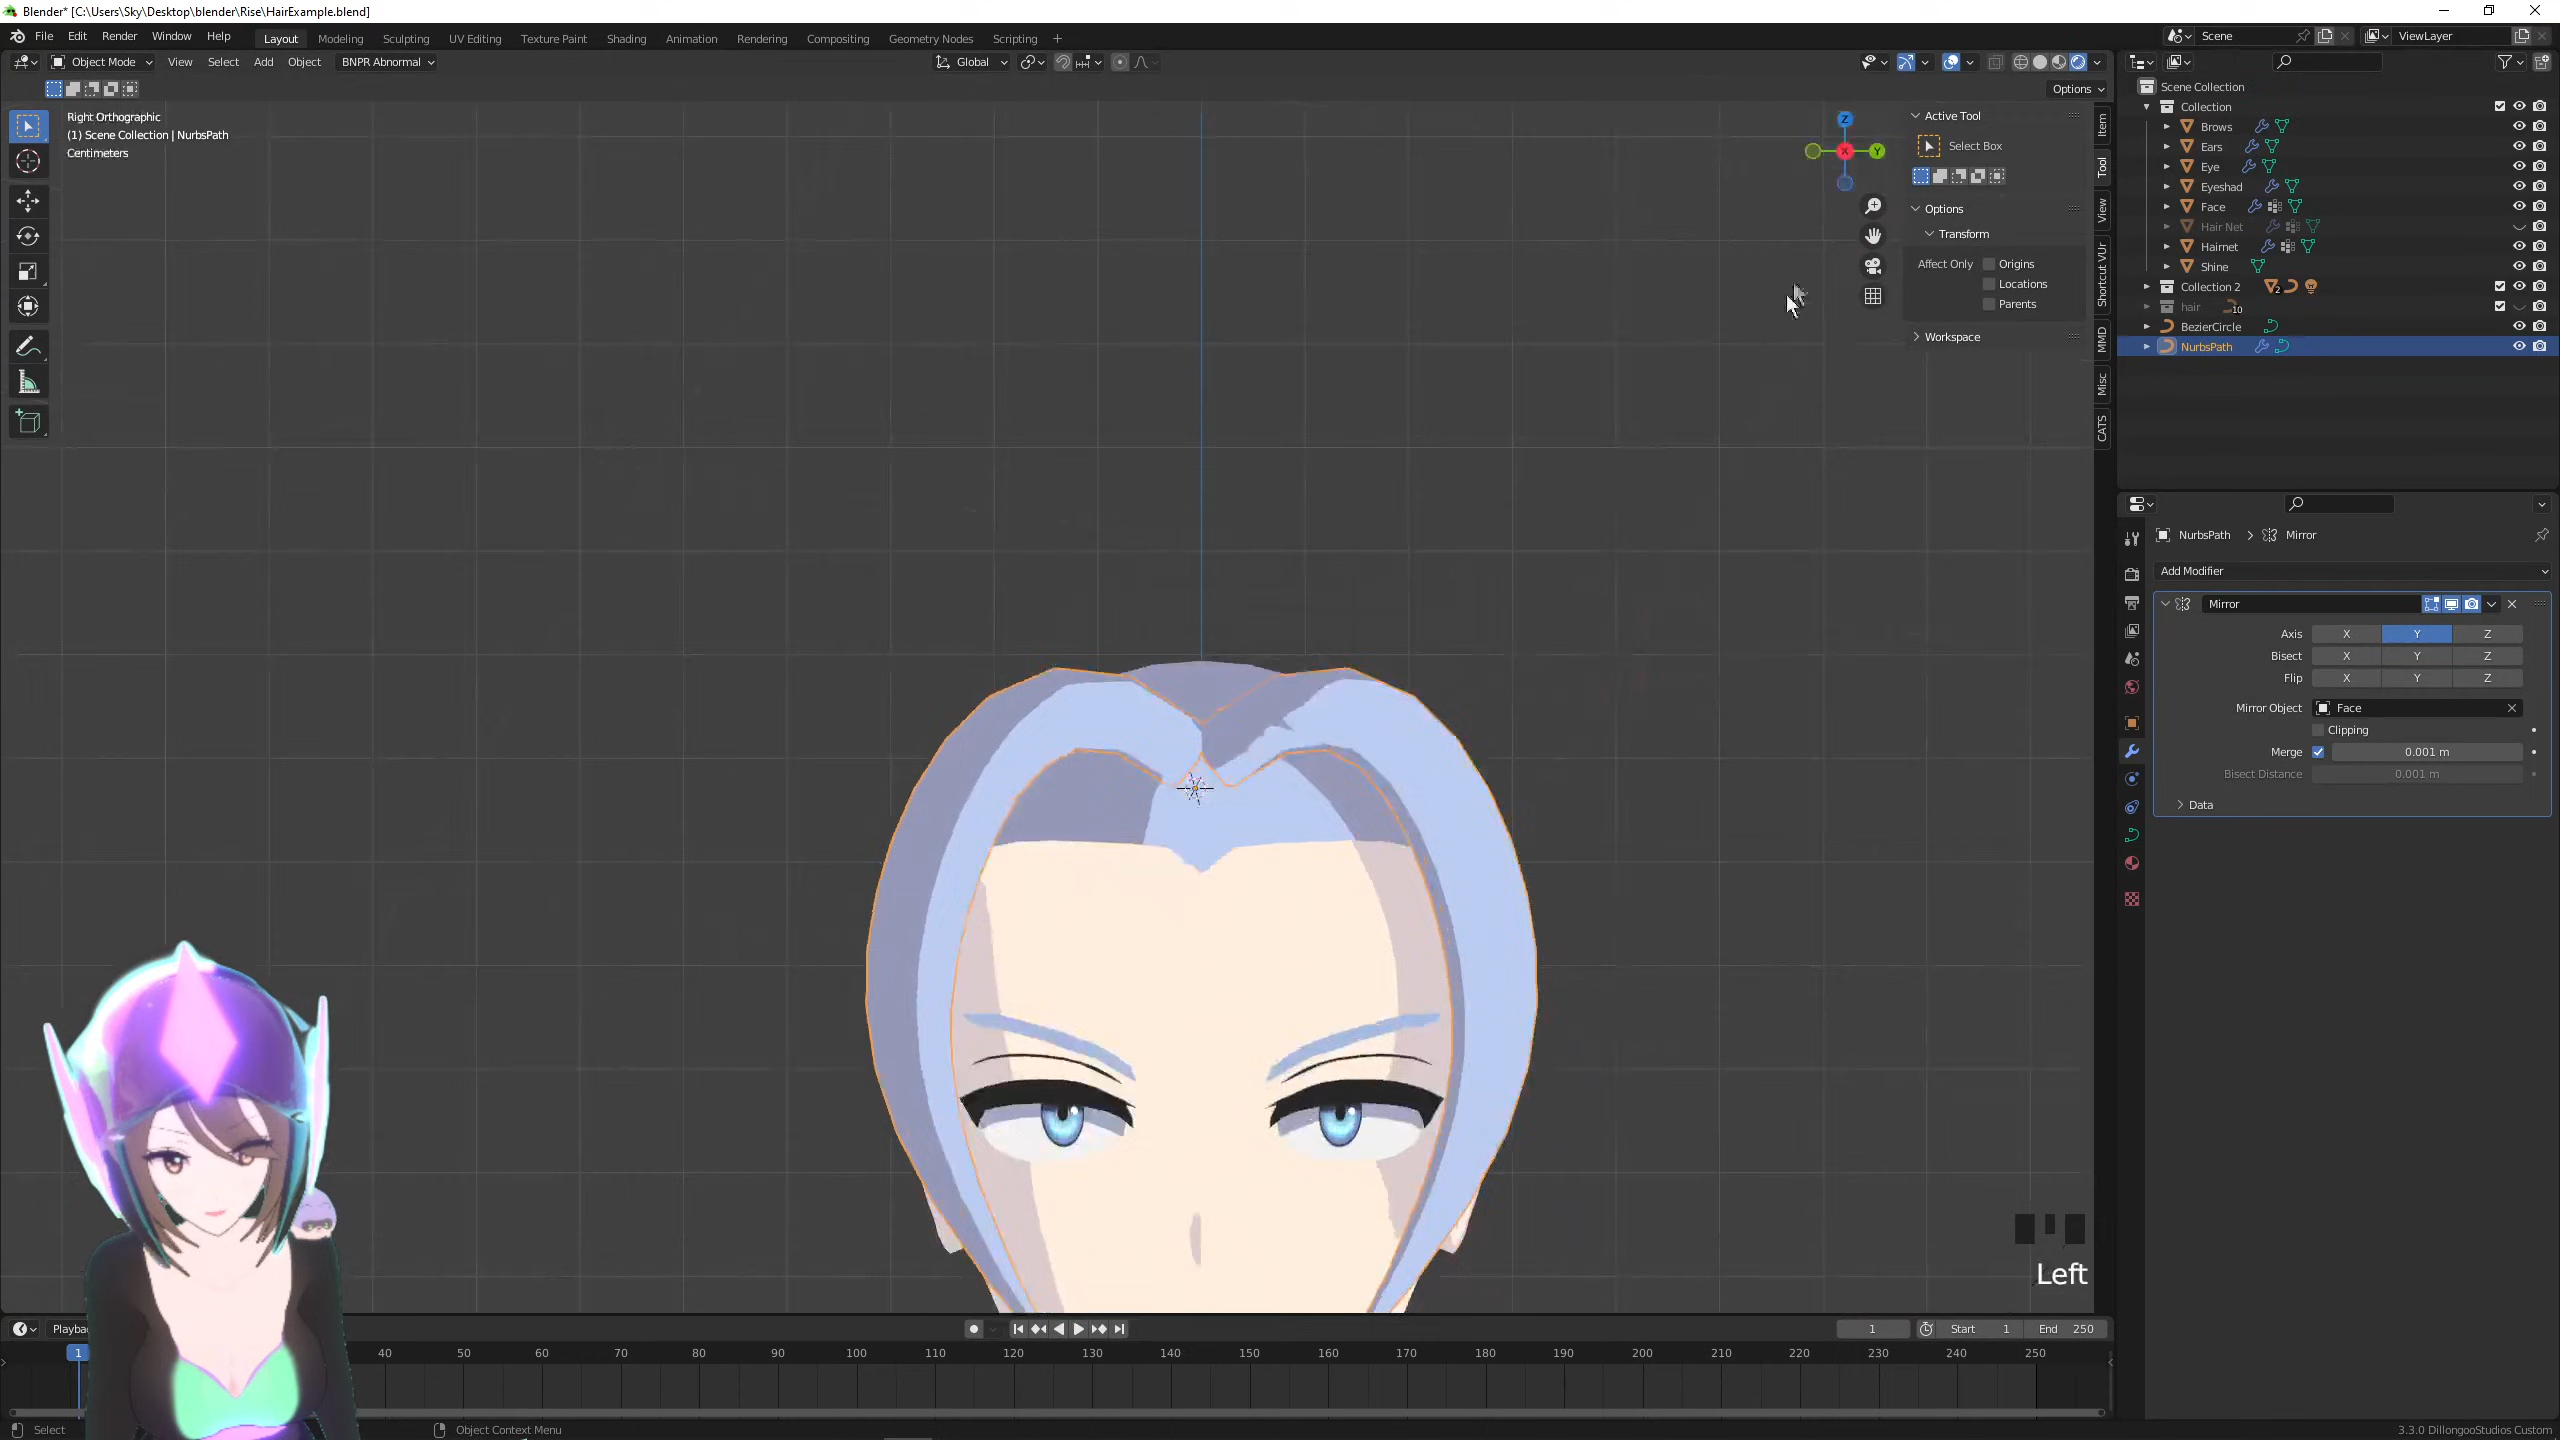 Blender* [C:\Users\Sky\Desktop\blender\Rise\HairExample.blend]
File Edit Render Window Help Layout Modeling Sculpting UV Editing Texture Paint Shading Animation Rendering Compositing Geometry Nodes Scripting +
Scene ViewLayer
Object Mode View Select Add Object BNPR Abnormal Global
Options
Right Orthographic
(1) Scene Collection | NurbsPath
Centimeters
Z
X
Y
Active Tool
Select Box
Options
Transform
Affect Only Origins
Locations
Parents
Workspace
Item
Tool
View
Shortcut VUr
MMD
Misc
CATS
Scene Collection
Collection
Brows
Ears
Eye
Eyeshad
Face
Hair Net
Hairnet
Shine
Collection 2 2
hair 10
BezierCircle
NurbsPath
NurbsPath > Mirror
Add Modifier
Mirror
Axis X Y Z
Bisect X Y Z
Flip X Y Z
Mirror Object Face
Clipping
Merge 0.001 m
Bisect Distance 0.001 m
Data
Left
Playba
1 Start 1 End 250
1 40 50 60 70 80 90 100 110 120 130 140 150 160 170 180 190 200 210 220 230 240 250
Select Object Context Menu 3.3.0 DillongooStudios Custom